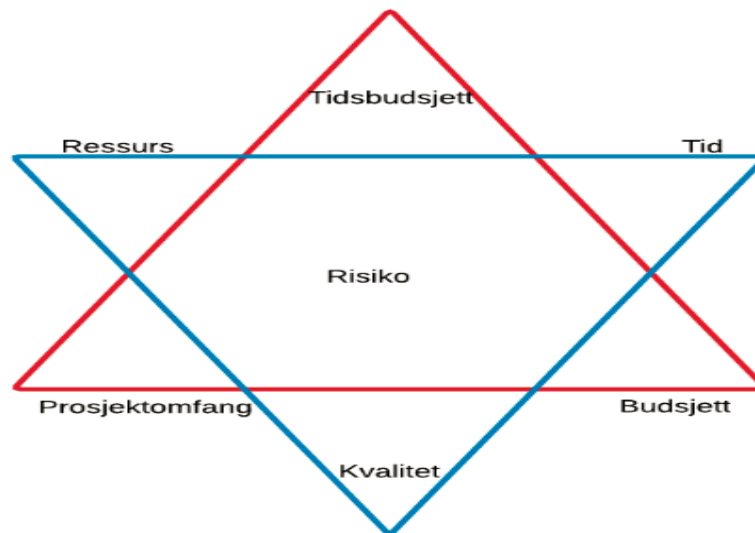 Tidsbudsjett
Ressurs
Tid
Risiko
Prosjektomfang
Budsjett
Kvalitet